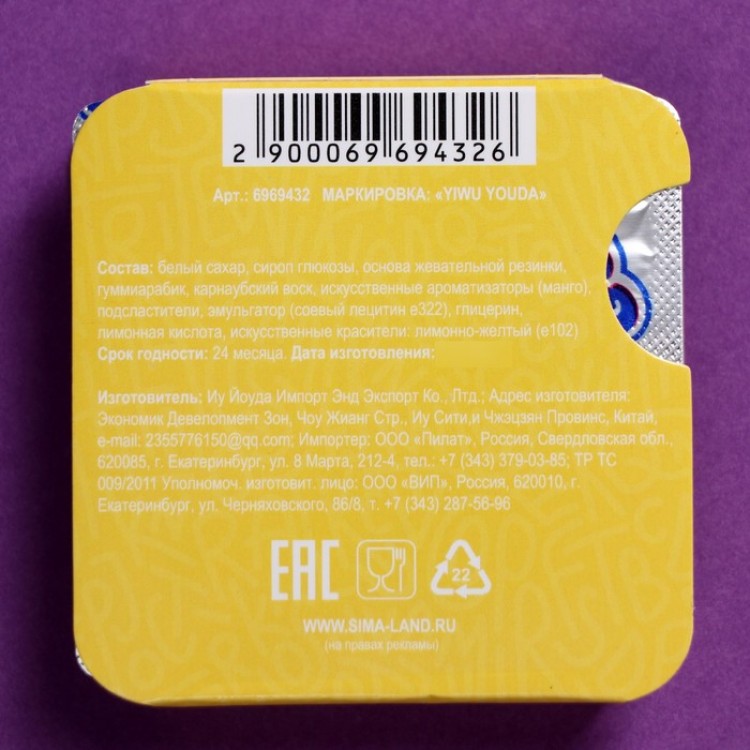 2 900069 694326
Арт.: 6969432 МАРКИРОВКА: «YIWU YOUDA»
Состав: белый сахар, сироп глюкозы, основа жевательной резинки,
гуммиарабик, карнаубский воск, искусственные ароматизаторы (манго),
подсластители, эмульгатор (соевый лецитин е322), глицерин,
лимонная кислота, искусственные красители: лимонно-желтый (е102)
Срок годности: 24 месяца. Дата изготовления:
Изготовитель: Иу Йоуда Импорт Энд Экспорт Ко., Лтд.; Адрес изготовителя:
Экономик Девелопмент Зон, Чоу Жианг Стр., Иу Сити,и Чжэцзян Провинс, Китай,
e-mail: 2355776150@qq.com; Импортер: ООО «Пилат», Россия, Свердловская обл.,
620085, г. Екатеринбург, ул. 8 Марта, 212-4, тел.: +7 (343) 379-03-85; ТР ТС
009/2011 Уполномоч. изготовит. лицо: ООО «ВИП», Россия, 620010, г.
Екатеринбург, ул. Черняховского, 86/8, т. +7 (343) 287-56-96
EAC 22
WWW.SIMA-LAND.RU
(на правах рекламы)